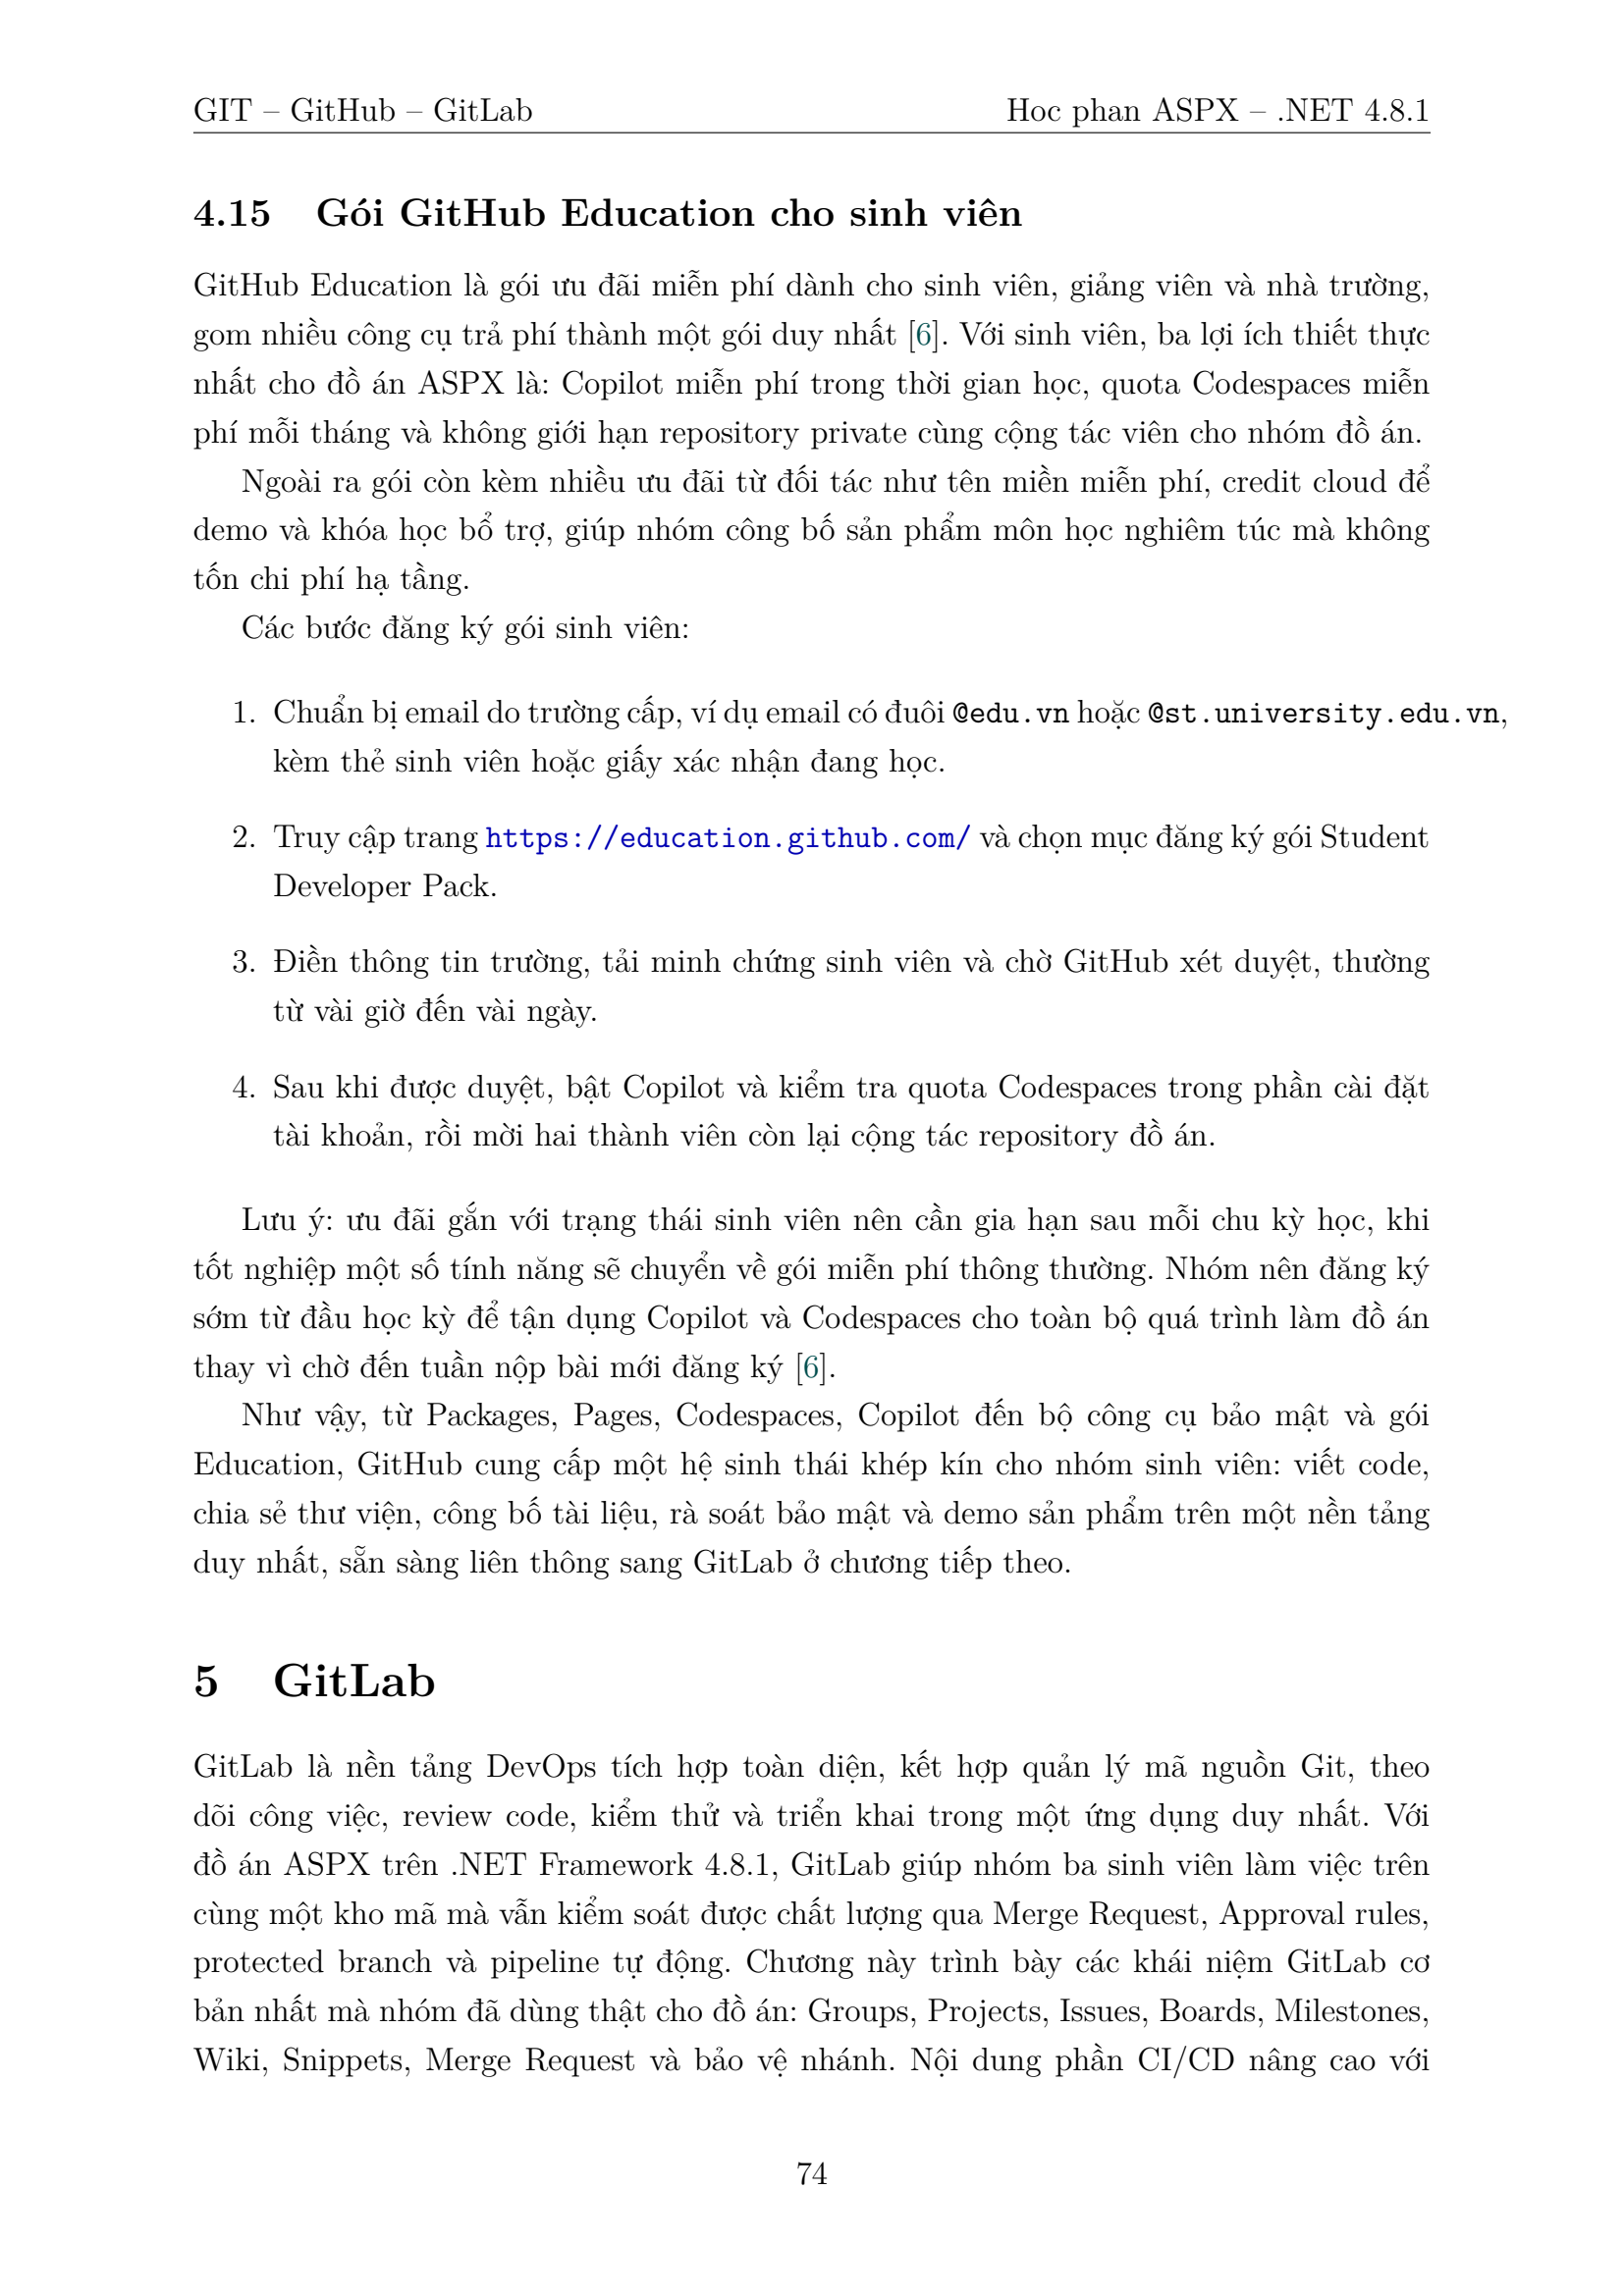 GIT – GitHub – GitLab
Hoc phan ASPX – .NET 4.8.1
4.15 Gói GitHub Education cho sinh viên
GitHub Education là gói ưu đãi miễn phí dành cho sinh viên, giảng viên và nhà trường,
gom nhiều công cụ trả phí thành một gói duy nhất [6]. Với sinh viên, ba lợi ích thiết thực
nhất cho đồ án ASPX là: Copilot miễn phí trong thời gian học, quota Codespaces miễn
phí mỗi tháng và không giới hạn repository private cùng cộng tác viên cho nhóm đồ án.
Ngoài ra gói còn kèm nhiều ưu đãi từ đối tác như tên miền miễn phí, credit cloud để
demo và khóa học bổ trợ, giúp nhóm công bố sản phẩm môn học nghiêm túc mà không
tốn chi phí hạ tầng.
Các bước đăng ký gói sinh viên:
1. Chuẩn bị email do trường cấp, ví dụ email có đuôi @edu.vn hoặc @st.university.edu.vn,
kèm thẻ sinh viên hoặc giấy xác nhận đang học.
2. Truy cập trang https://education.github.com/ và chọn mục đăng ký gói Student
Developer Pack.
3. Điền thông tin trường, tải minh chứng sinh viên và chờ GitHub xét duyệt, thường
từ vài giờ đến vài ngày.
4. Sau khi được duyệt, bật Copilot và kiểm tra quota Codespaces trong phần cài đặt
tài khoản, rồi mời hai thành viên còn lại cộng tác repository đồ án.
Lưu ý: ưu đãi gắn với trạng thái sinh viên nên cần gia hạn sau mỗi chu kỳ học, khi
tốt nghiệp một số tính năng sẽ chuyển về gói miễn phí thông thường. Nhóm nên đăng ký
sớm từ đầu học kỳ để tận dụng Copilot và Codespaces cho toàn bộ quá trình làm đồ án
thay vì chờ đến tuần nộp bài mới đăng ký [6].
Như vậy, từ Packages, Pages, Codespaces, Copilot đến bộ công cụ bảo mật và gói
Education, GitHub cung cấp một hệ sinh thái khép kín cho nhóm sinh viên: viết code,
chia sẻ thư viện, công bố tài liệu, rà soát bảo mật và demo sản phẩm trên một nền tảng
duy nhất, sẵn sàng liên thông sang GitLab ở chương tiếp theo.
5 GitLab
GitLab là nền tảng DevOps tích hợp toàn diện, kết hợp quản lý mã nguồn Git, theo
dõi công việc, review code, kiểm thử và triển khai trong một ứng dụng duy nhất. Với
đồ án ASPX trên .NET Framework 4.8.1, GitLab giúp nhóm ba sinh viên làm việc trên
cùng một kho mã mà vẫn kiểm soát được chất lượng qua Merge Request, Approval rules,
protected branch và pipeline tự động. Chương này trình bày các khái niệm GitLab cơ
bản nhất mà nhóm đã dùng thật cho đồ án: Groups, Projects, Issues, Boards, Milestones,
Wiki, Snippets, Merge Request và bảo vệ nhánh. Nội dung phần CI/CD nâng cao với
74